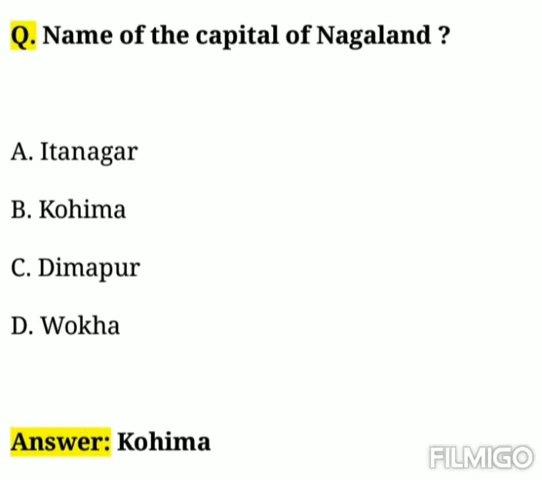 Q. Name of the capital of Nagaland ?
A. Itanagar
B. Kohima
C. Dimapur
D. Wokha
Answer: Kohima
FILMIGO